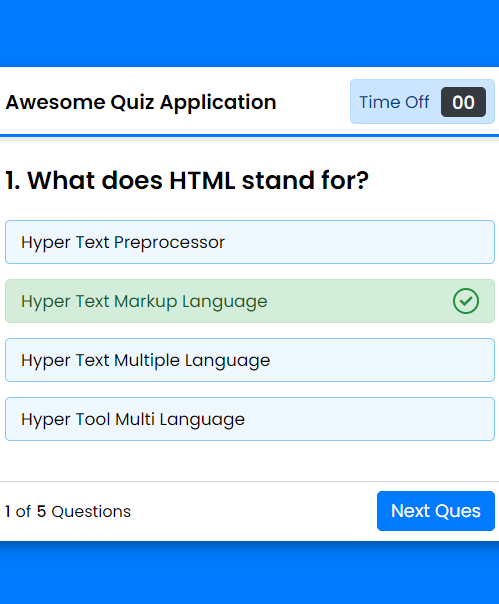 Awesome Quiz Application
Time Off 00
1. What does HTML stand for?
Hyper Text Preprocessor
Hyper Text Markup Language
Hyper Text Multiple Language
Hyper Tool Multi Language
1 of 5 Questions
Next Ques